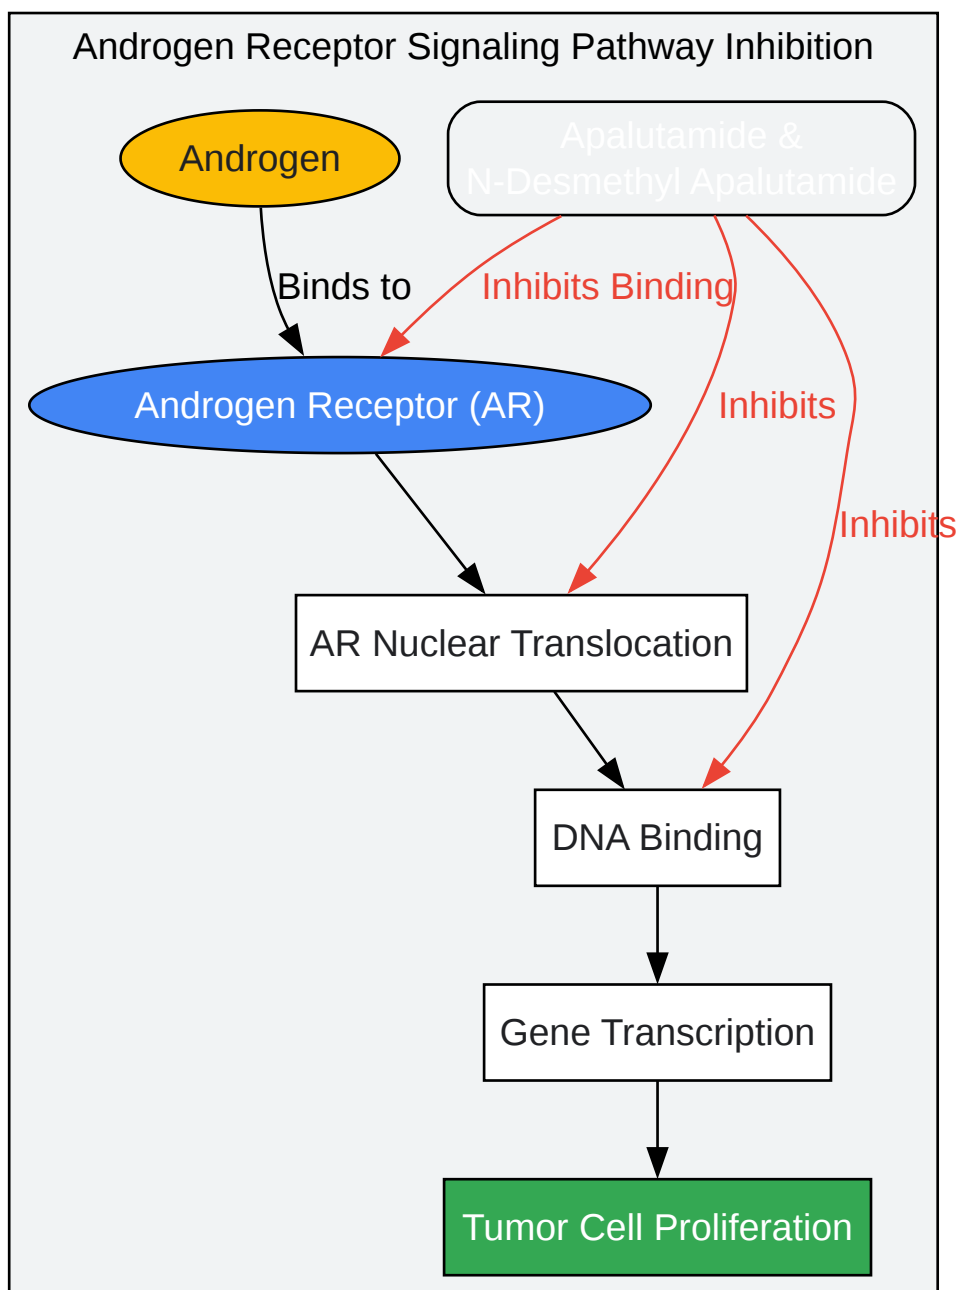 Androgen Receptor Signaling Pathway Inhibition
Androgen
Apalutamide &
N-Desmethyl Apalutamide
Binds to
Inhibits Binding
Androgen Receptor (AR)
Inhibits
Inhibits
AR Nuclear Translocation
DNA Binding
Gene Transcription
Tumor Cell Proliferation